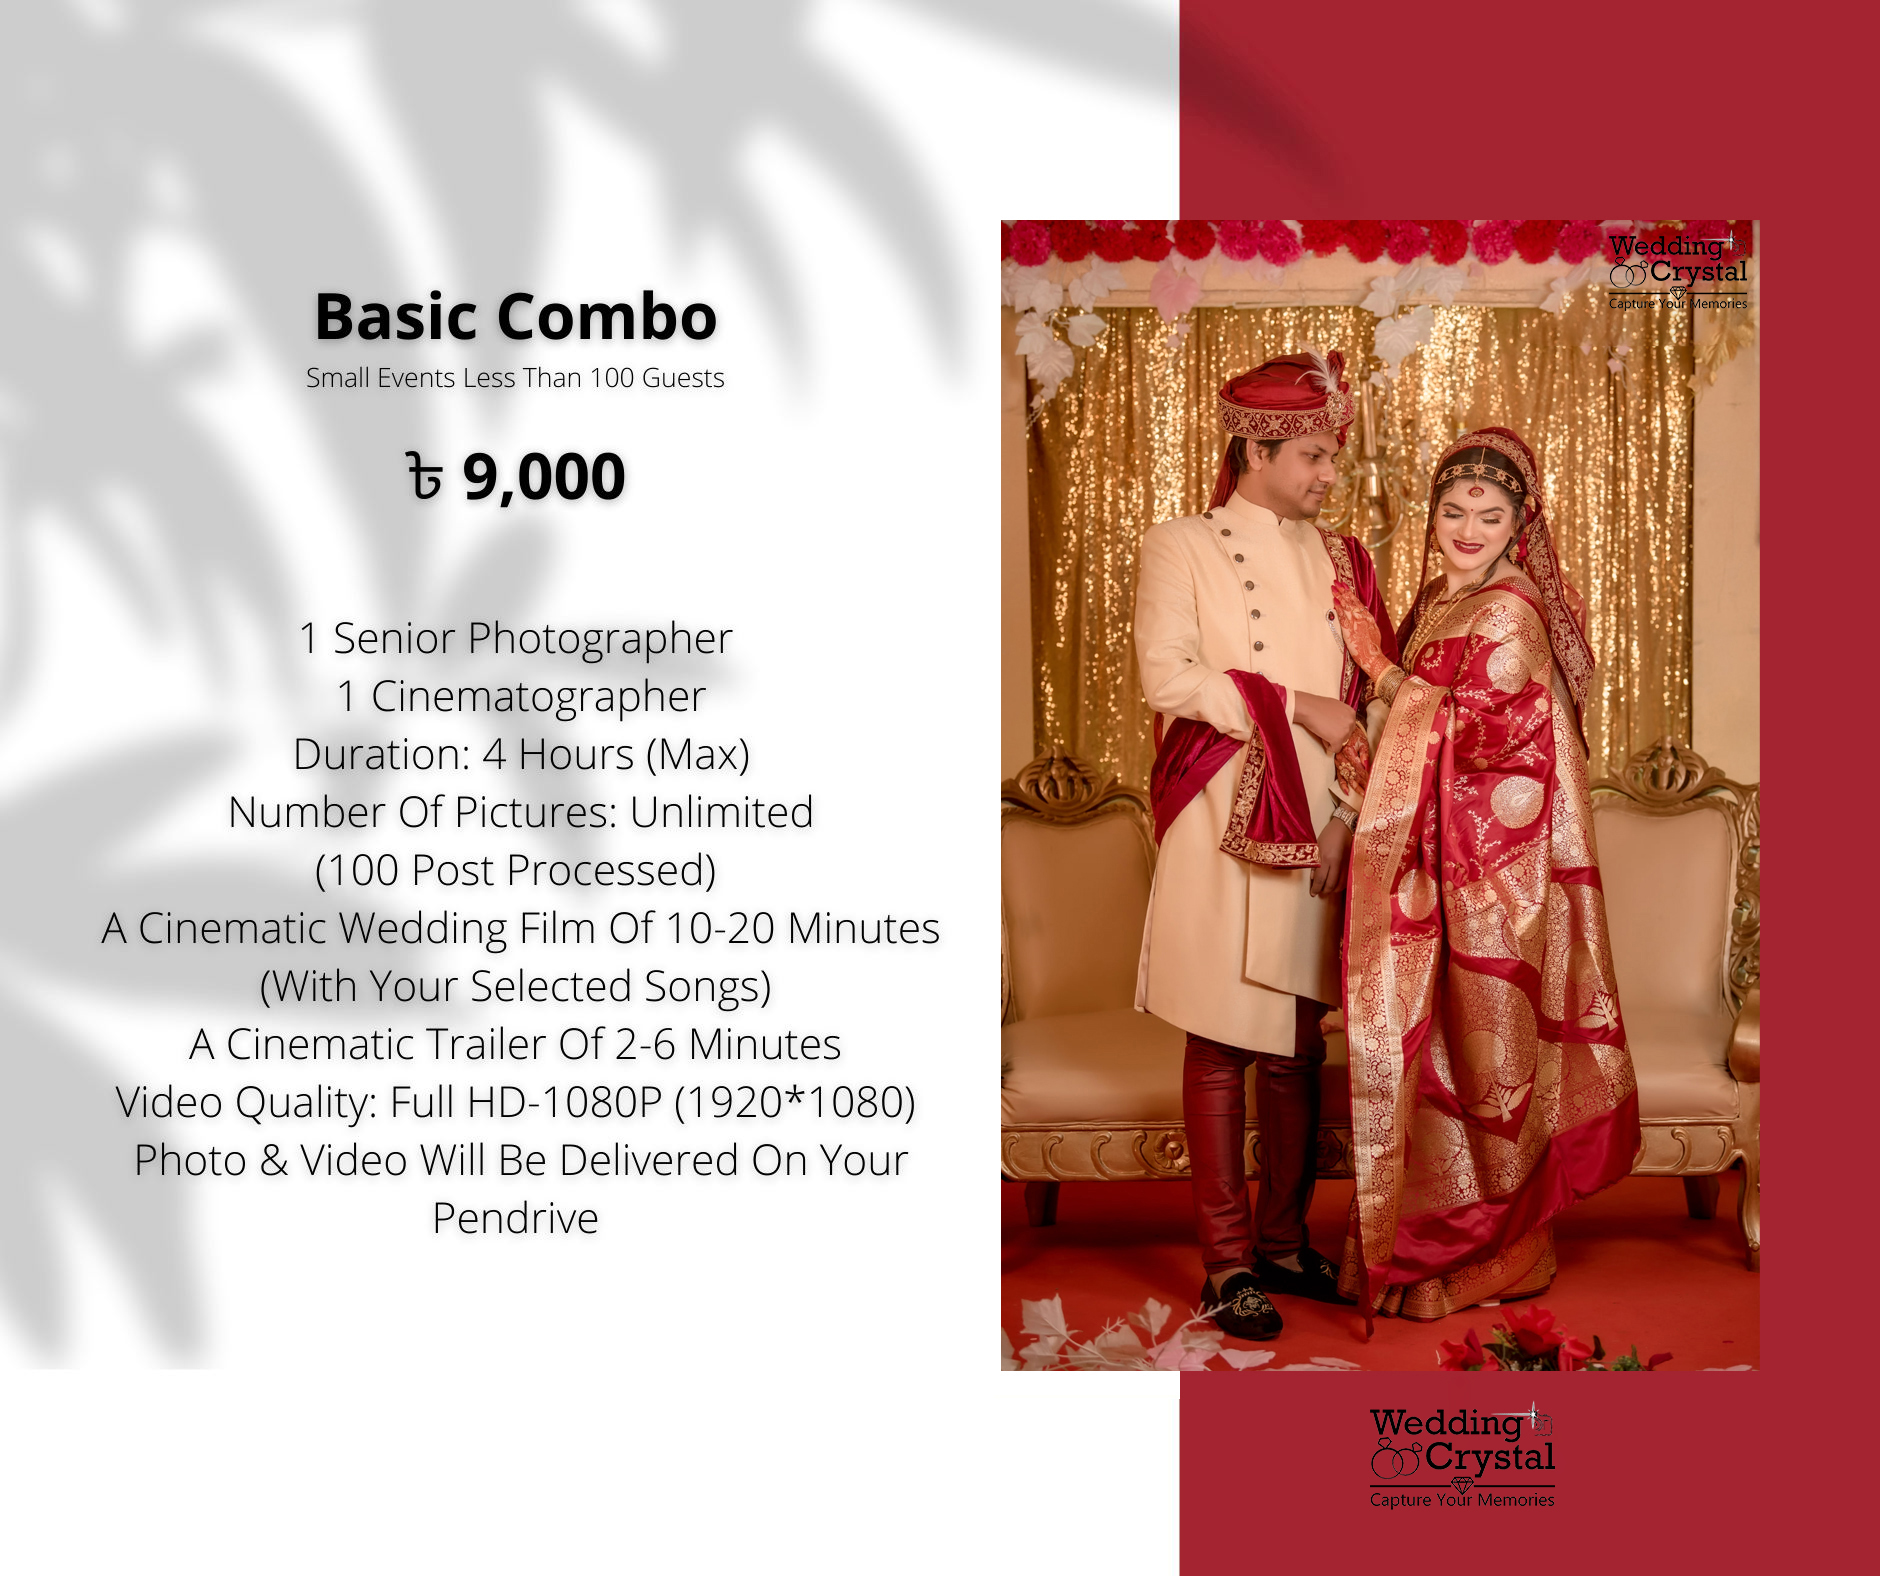 Basic Combo
Small Events Less Than 100 Guests
৳ 9,000
1 Senior Photographer
1 Cinematographer
Duration: 4 Hours (Max)
Number Of Pictures: Unlimited
(100 Post Processed)
A Cinematic Wedding Film Of 10-20 Minutes
(With Your Selected Songs)
A Cinematic Trailer Of 2-6 Minutes
Video Quality: Full HD-1080P (1920*1080)
Photo & Video Will Be Delivered On Your
Pendrive
Wedding
Crystal
Capture Your Memories
Wedding
Crystal
Capture Your Memories